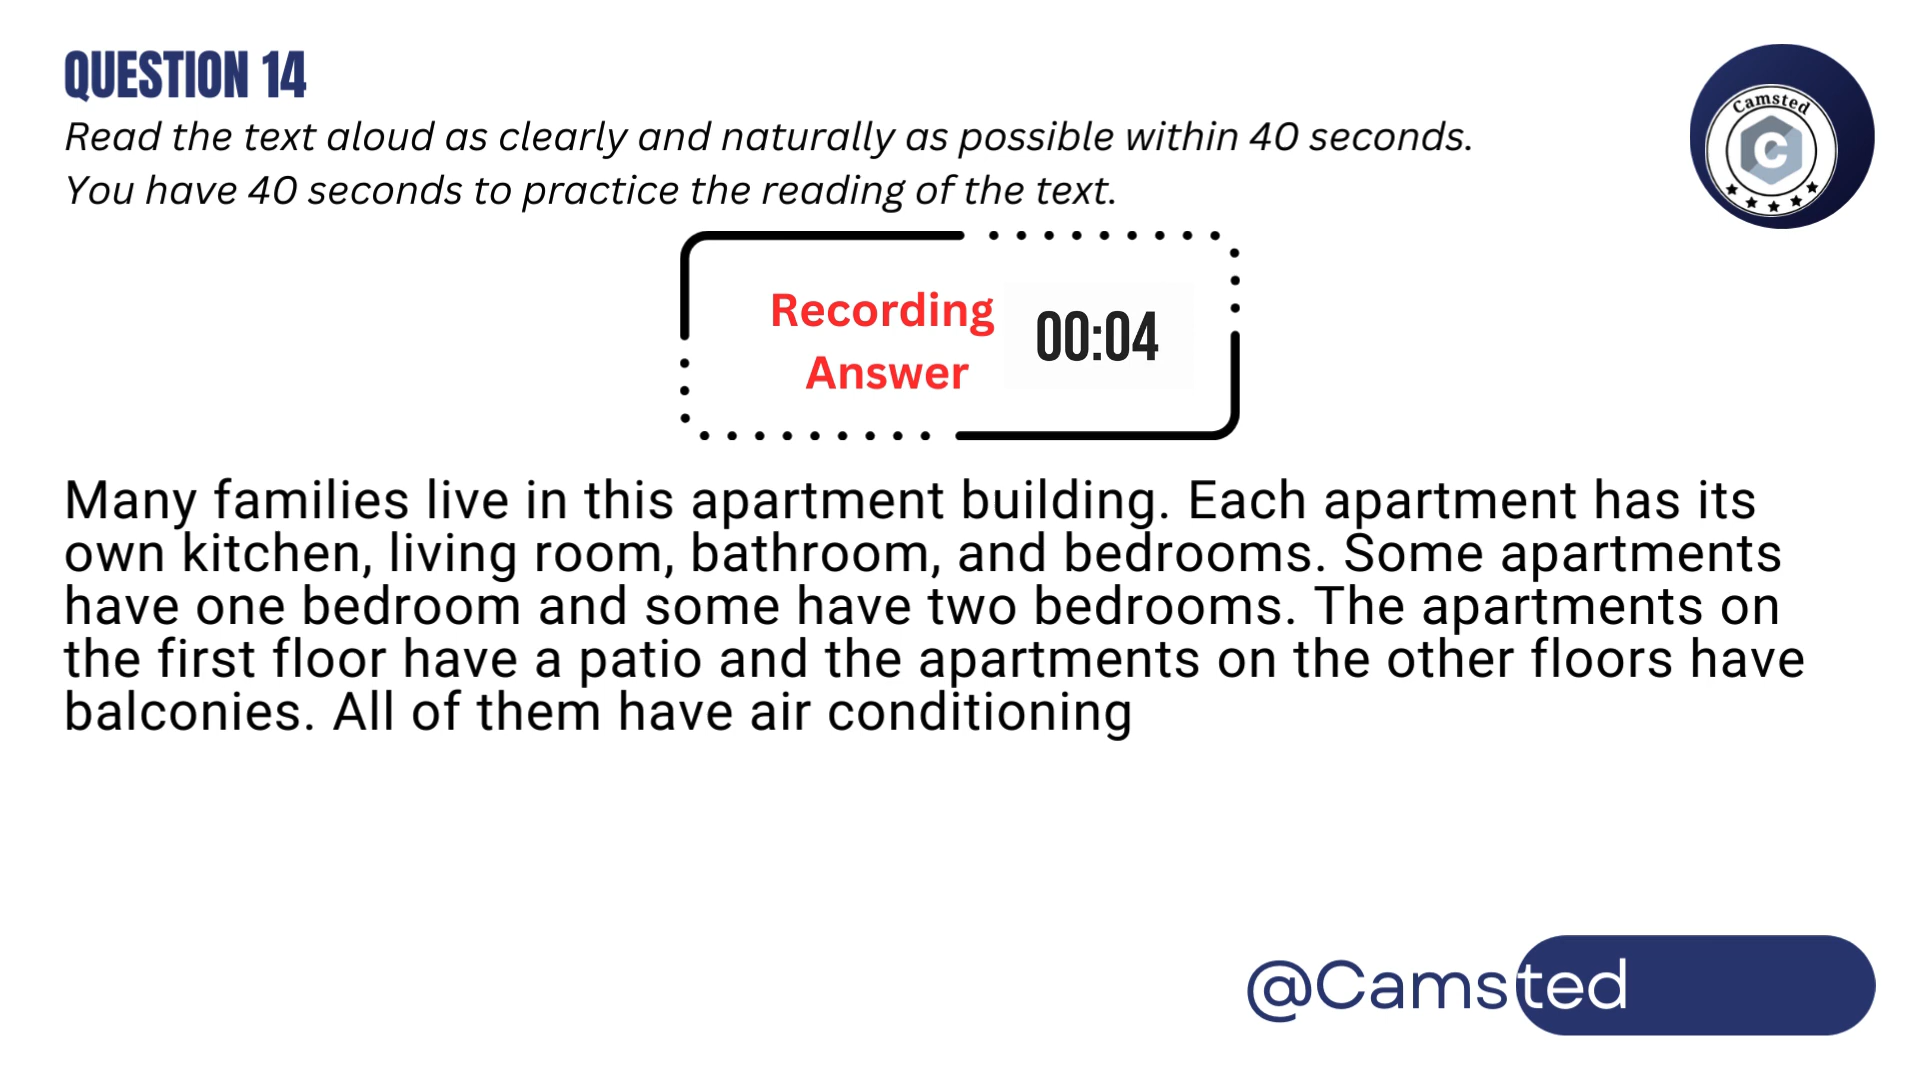 QUESTION 14
Read the text aloud as clearly and naturally as possible within 40 seconds.
You have 40 seconds to practice the reading of the text.
Camsted
C
Recording
Answer
00:04
Many families live in this apartment building. Each apartment has its
own kitchen, living room, bathroom, and bedrooms. Some apartments
have one bedroom and some have two bedrooms. The apartments on
the first floor have a patio and the apartments on the other floors have
balconies. All of them have air conditioning
@Camsted